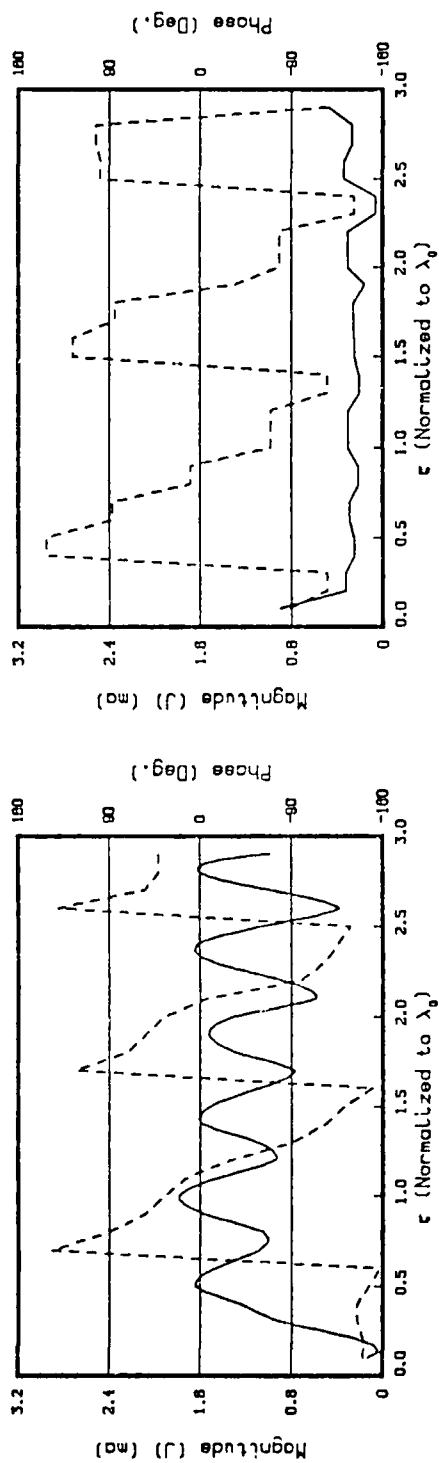 3.2
2.4
1.8
0.8
0
Magnitude (J) (ma)
180
90
0
-90
-180
Phase (Deg.)
0.0 0.5 1.0 1.5 2.0 2.5 3.0
τ (Normalized to λ₀)
3.2
2.4
1.8
0.8
0
Magnitude (J) (ma)
180
90
0
-90
-180
Phase (Deg.)
0.0 0.5 1.0 1.5 2.0 2.5 3.0
τ (Normalized to λ₀)